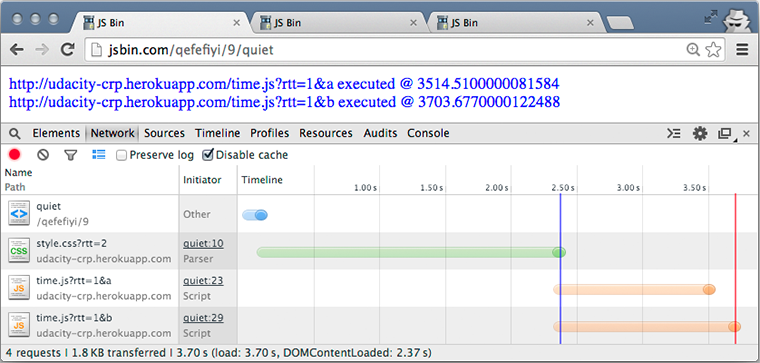 JS Bin JS Bin JS Bin
jsbin.com/qefefiyi/9/quiet
http://udacity-crp.herokuapp.com/time.js?rtt=1&a executed @ 3514.5100000081584
http://udacity-crp.herokuapp.com/time.js?rtt=1&b executed @ 3703.6770000122488
Elements Network Sources Timeline Profiles Resources Audits Console
Preserve log Disable cache
Name Initiator Timeline
Path
1.00 s 1.50 s 2.00 s 2.50 s 3.00 s 3.50 s
quiet Other
/qefefiyi/9
style.css?rtt=2 quiet:10
CSS
udacity-crp.herokuapp.com Parser
time.js?rtt=1&a quiet:23
JS
udacity-crp.herokuapp.com Script
time.js?rtt=1&b quiet:29
JS
udacity-crp.herokuapp.com Script
4 requests | 1.8 KB transferred | 3.70 s (load: 3.70 s, DOMContentLoaded: 2.37 s)